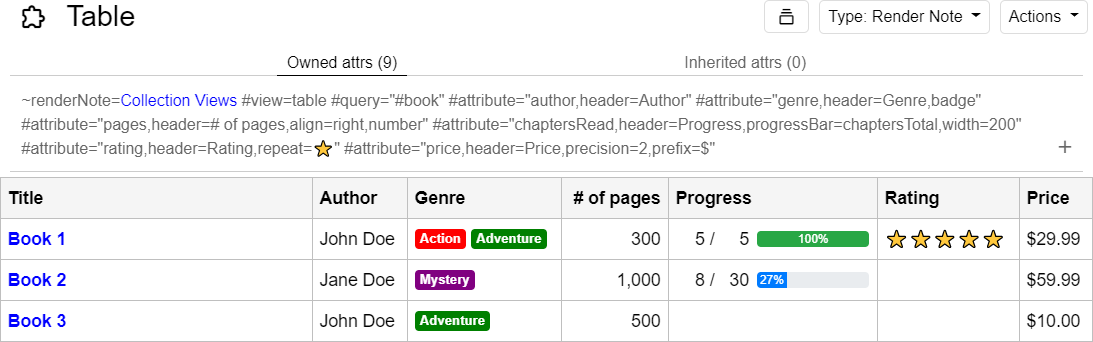 Table Type: Render Note Actions
Owned attrs (9) Inherited attrs (0)
~renderNote=Collection Views #view=table #query="#book" #attribute="author,header=Author" #attribute="genre,header=Genre,badge"
#attribute="pages,header=# of pages,align=right,number" #attribute="chaptersRead,header=Progress,progressBar=chaptersTotal,width=200"
#attribute="rating,header=Rating,repeat=⭐" #attribute="price,header=Price,precision=2,prefix=$" +
Title Author Genre # of pages Progress Rating Price
Book 1 John Doe Action Adventure 300 5 / 5 100% ⭐⭐⭐⭐⭐ $29.99
Book 2 Jane Doe Mystery 1,000 8 / 30 27% $59.99
Book 3 John Doe Adventure 500 $10.00